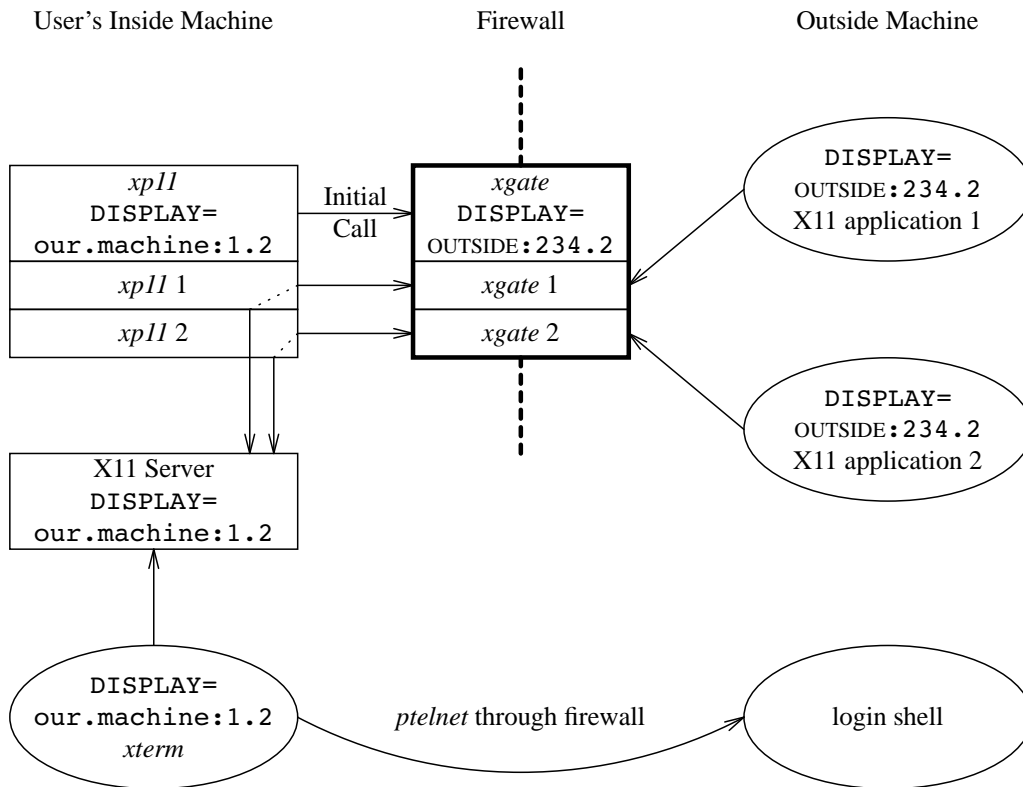 User's Inside Machine
Firewall
Outside Machine
xp11
DISPLAY=
our.machine:1.2
xp11 1
xp11 2
Initial
Call
xgate
DISPLAY=
OUTSIDE:234.2
xgate 1
xgate 2
DISPLAY=
OUTSIDE:234.2
X11 application 1
DISPLAY=
OUTSIDE:234.2
X11 application 2
X11 Server
DISPLAY=
our.machine:1.2
DISPLAY=
our.machine:1.2
xterm
ptelnet through firewall
login shell